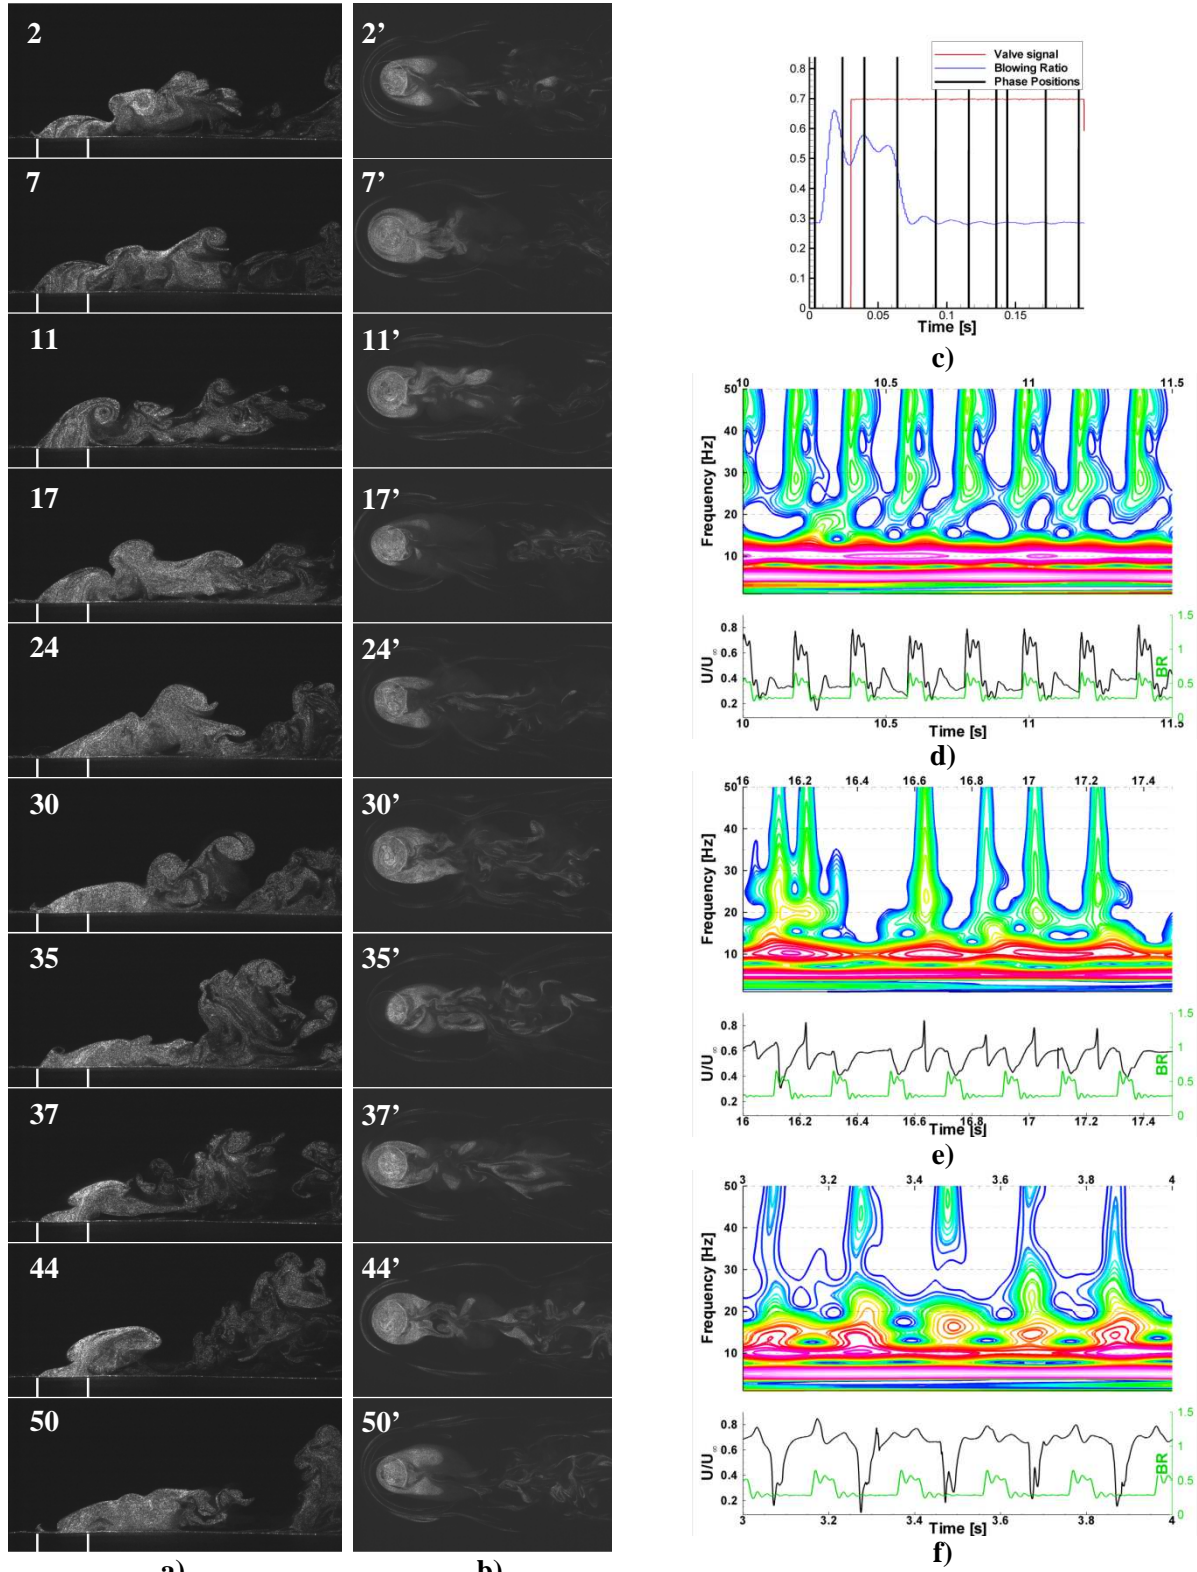 2
7
11
17
24
30
35
37
44
50
a)
2’
7’
11’
17’
24’
30’
35’
37’
44’
50’
b)
Valve signal
Blowing Ratio
Phase Positions
0.8
0.7
0.6
0.5
0.4
0.3
0.2
0.1
0
0 0.05 0.1 0.15
Time [s]
c)
10 10.5 11 11.5
50
40
30
20
10
Frequency [Hz]
0.8
0.6
0.4
0.2
U/U∞
1.5
1
0.5
0
BR
10 10.5 11 11.5
Time [s]
d)
16 16.2 16.4 16.6 16.8 17 17.2 17.4
50
40
30
20
10
Frequency [Hz]
0.8
0.6
0.4
0.2
U/U∞
1.5
1
0.5
0
BR
16 16.2 16.4 16.6 16.8 17 17.2 17.4
Time [s]
e)
3 3.2 3.4 3.6 3.8 4
50
40
30
20
10
Frequency [Hz]
0.8
0.6
0.4
0.2
U/U∞
1.5
1
0.5
0
BR
3 3.2 3.4 3.6 3.8 4
Time [s]
f)